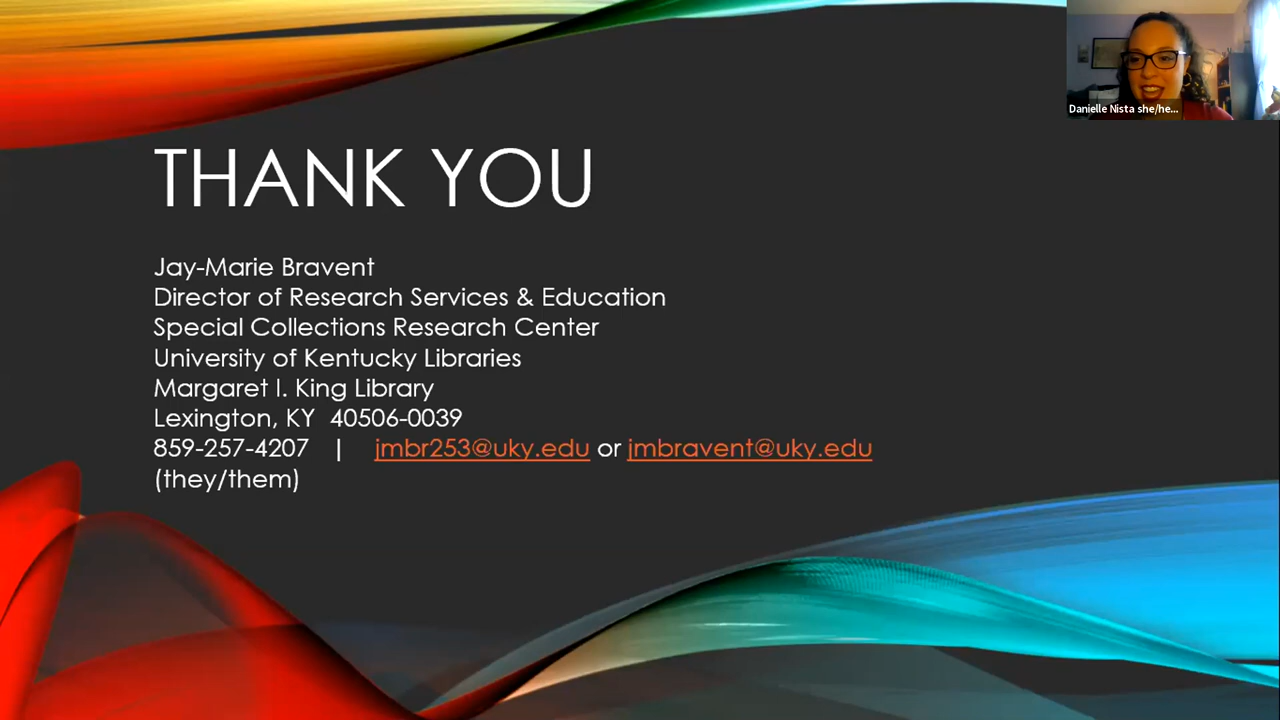 Danielle Nista she/he...
THANK YOU
Jay-Marie Bravent
Director of Research Services & Education
Special Collections Research Center
University of Kentucky Libraries
Margaret I. King Library
Lexington, KY 40506-0039
859-257-4207 | jmbr253@uky.edu or jmbravent@uky.edu
(they/them)